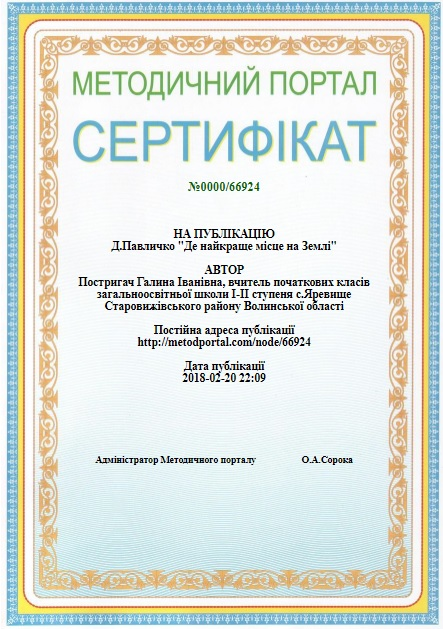 МЕТОДИЧНИЙ ПОРТАЛ
СЕРТИФІКАТ
№0000/66924
НА ПУБЛІКАЦІЮ
Д.Павличко "Де найкраще місце на Землі"
АВТОР
Постригач Галина Іванівна, вчитель початкових класів
загальноосвітньої школи І-ІІ ступеня с.Яревище
Старовижівського району Волинської області
Постійна адреса публікації
http://metodportal.com/node/66924
Дата публікації
2018-02-20 22:09
Адміністратор Методичного порталу О.А.Сорока